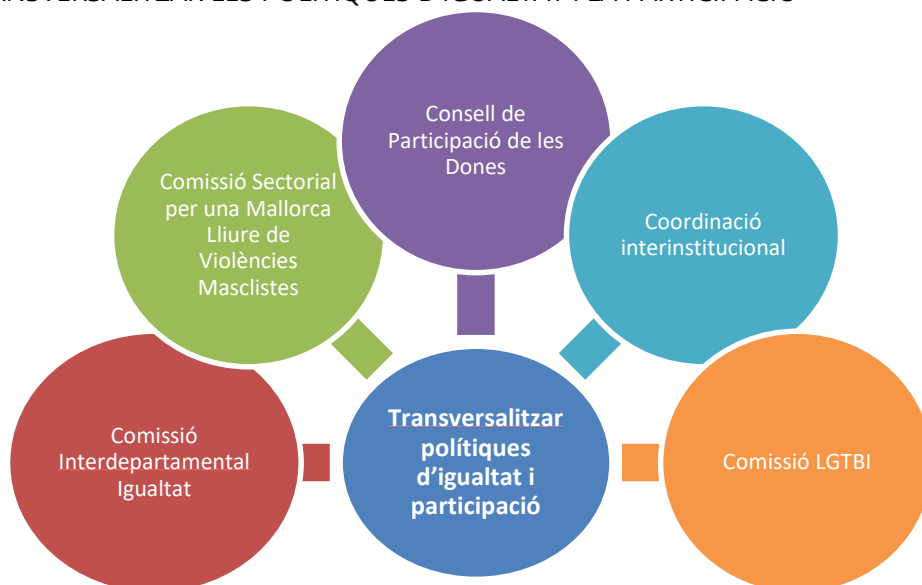 Consell de
Participació de les
Dones
Comissió Sectorial
per una Mallorca
Lliure de
Violències
Masclistes
Coordinació
interinstitucional
Transversalitzar
polítiques
d’igualtat i
participació
Comissió
Interdepartamental
Igualtat
Comissió LGTBI